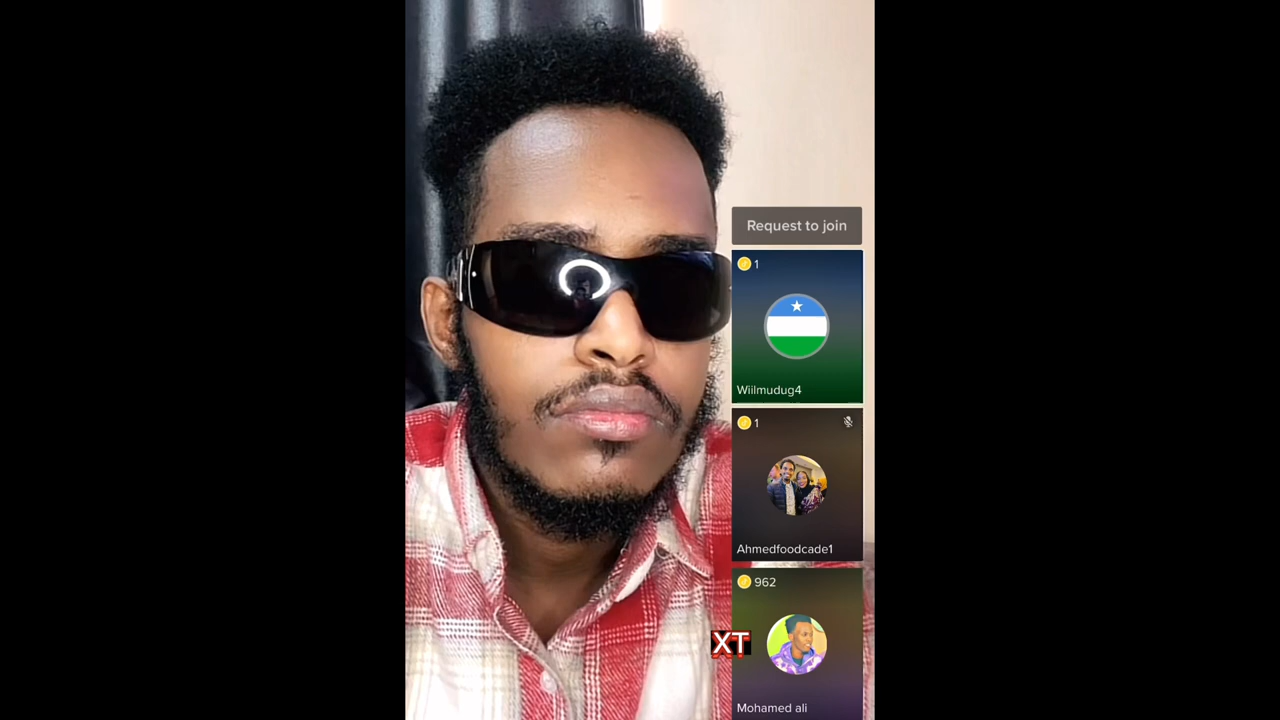 Request to join
1
Wiilmudug4
1
Ahmedfoodcade1
962
XT
Mohamed ali